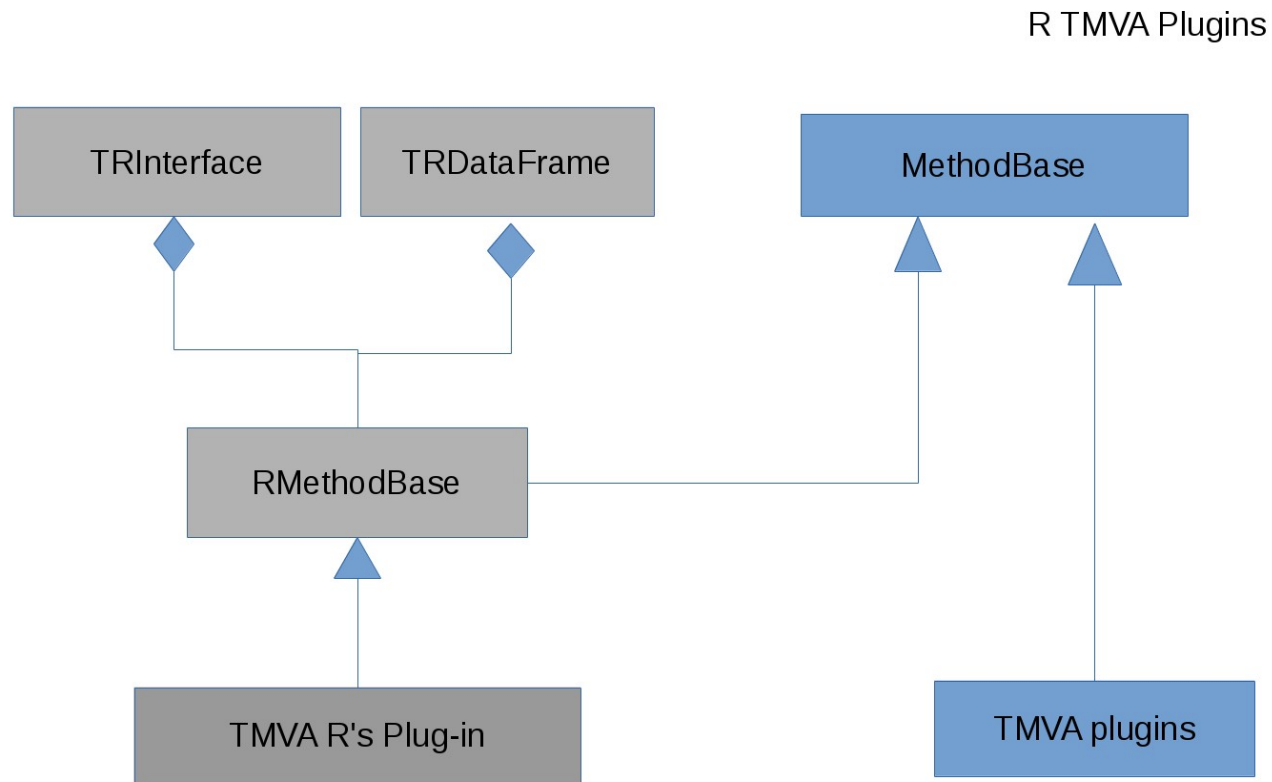 R TMVA Plugins
TRInterface
TRDataFrame
MethodBase
RMethodBase
TMVA R's Plug-in
TMVA plugins